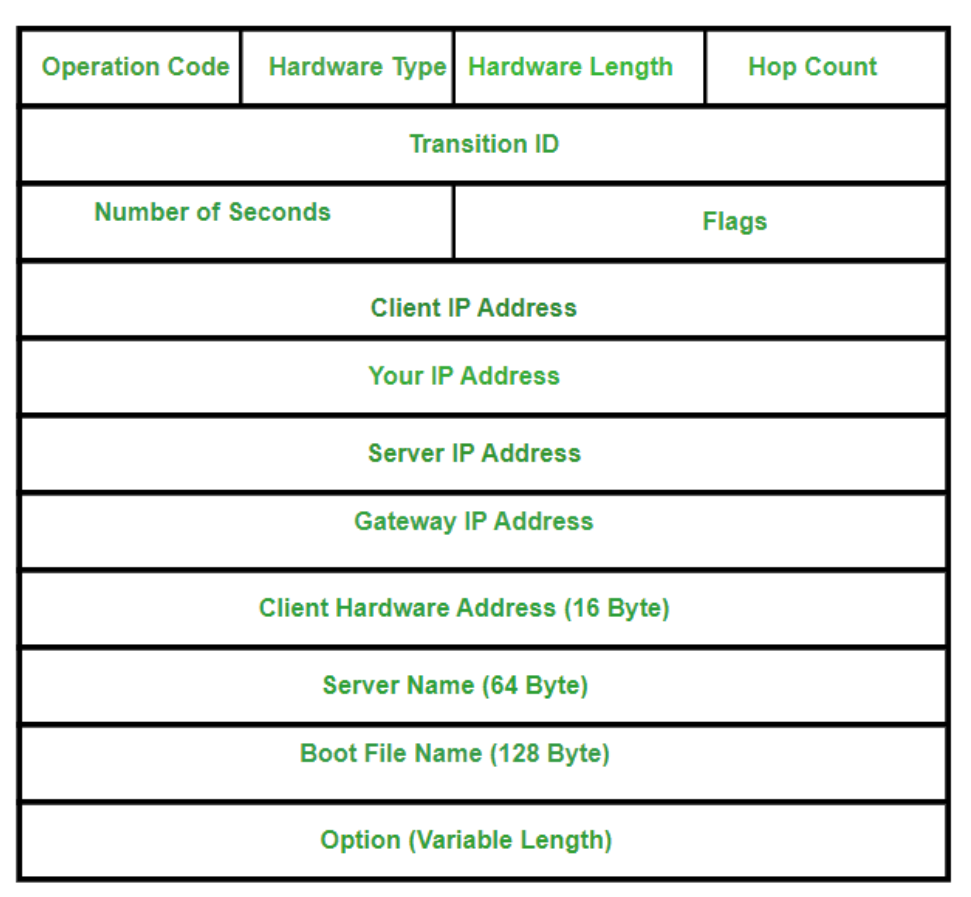 Operation Code Hardware Type Hardware Length Hop Count
Transition ID
Number of Seconds Flags
Client IP Address
Your IP Address
Server IP Address
Gateway IP Address
Client Hardware Address (16 Byte)
Server Name (64 Byte)
Boot File Name (128 Byte)
Option (Variable Length)